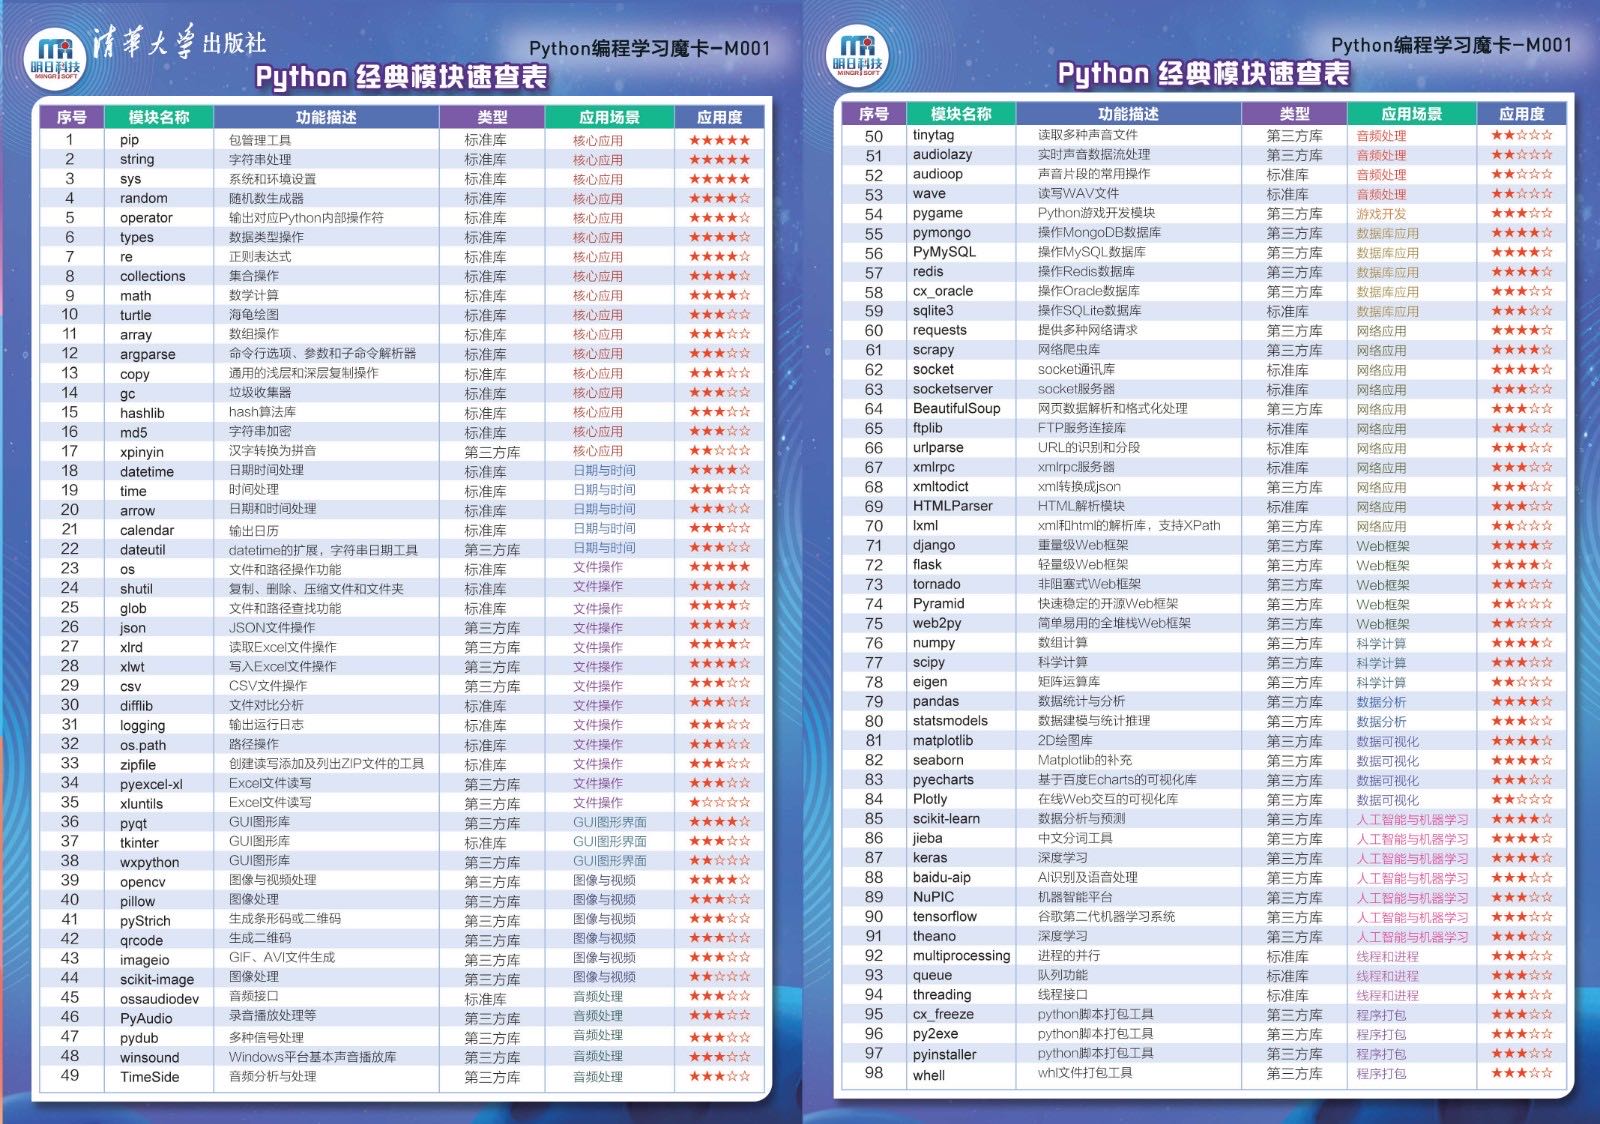 明日科技
MINGRI SOFT
清华大学出版社
Python编程学习魔卡-M001
Python 经典模块速查表
序号 模块名称 功能描述 类型 应用场景 应用度
1 pip 包管理工具 标准库 核心应用 ★★★★★
2 string 字符串处理 标准库 核心应用 ★★★★★
3 sys 系统和环境设置 标准库 核心应用 ★★★★★
4 random 随机数生成器 标准库 核心应用 ★★★★☆
5 operator 输出对应Python内部操作符 标准库 核心应用 ★★★★☆
6 types 数据类型操作 标准库 核心应用 ★★★★☆
7 re 正则表达式 标准库 核心应用 ★★★★☆
8 collections 集合操作 标准库 核心应用 ★★★★☆
9 math 数学计算 标准库 核心应用 ★★★★☆
10 turtle 海龟绘图 标准库 核心应用 ★★★☆☆
11 array 数组操作 标准库 核心应用 ★★★☆☆
12 argparse 命令行选项、参数和子命令解析器 标准库 核心应用 ★★★☆☆
13 copy 通用的浅层和深层复制操作 标准库 核心应用 ★★★☆☆
14 gc 垃圾收集器 标准库 核心应用 ★★★☆☆
15 hashlib hash算法库 标准库 核心应用 ★★★☆☆
16 md5 字符串加密 标准库 核心应用 ★★★☆☆
17 xpinyin 汉字转换为拼音 第三方库 核心应用 ★★☆☆☆
18 datetime 日期时间处理 标准库 日期与时间 ★★★★☆
19 time 时间处理 标准库 日期与时间 ★★★☆☆
20 arrow 日期和时间处理 标准库 日期与时间 ★★★☆☆
21 calendar 输出日历 标准库 日期与时间 ★★★☆☆
22 dateutil datetime的扩展，字符串日期工具 第三方库 日期与时间 ★★★☆☆
23 os 文件和路径操作功能 标准库 文件操作 ★★★★★
24 shutil 复制、删除、压缩文件和文件夹 标准库 文件操作 ★★★★☆
25 glob 文件和路径查找功能 标准库 文件操作 ★★★★☆
26 json JSON文件操作 第三方库 文件操作 ★★★★☆
27 xlrd 读取Excel文件操作 第三方库 文件操作 ★★★★☆
28 xlwt 写入Excel文件操作 第三方库 文件操作 ★★★★☆
29 csv CSV文件操作 第三方库 文件操作 ★★★☆☆
30 difflib 文件对比分析 标准库 文件操作 ★★★☆☆
31 logging 输出运行日志 标准库 文件操作 ★★★☆☆
32 os.path 路径操作 标准库 文件操作 ★★★☆☆
33 zipfile 创建读写添加及列出ZIP文件的工具 标准库 文件操作 ★★★☆☆
34 pyexcel-xl Excel文件读写 第三方库 文件操作 ★★★☆☆
35 xluntils Excel文件读写 第三方库 文件操作 ★☆☆☆☆
36 pyqt GUI图形库 第三方库 GUI图形界面 ★★★★☆
37 tkinter GUI图形库 标准库 GUI图形界面 ★★★☆☆
38 wxpython GUI图形库 第三方库 GUI图形界面 ★★☆☆☆
39 opencv 图像与视频处理 第三方库 图像与视频 ★★★★☆
40 pillow 图像处理 第三方库 图像与视频 ★★★☆☆
41 pyStrich 生成条形码或二维码 第三方库 图像与视频 ★★★☆☆
42 qrcode 生成二维码 第三方库 图像与视频 ★★★☆☆
43 imageio GIF、AVI文件生成 第三方库 图像与视频 ★★★☆☆
44 scikit-image 图像处理 第三方库 图像与视频 ★★☆☆☆
45 ossaudiodev 音频接口 标准库 音频处理 ★★★☆☆
46 PyAudio 录音播放处理等 第三方库 音频处理 ★★★☆☆
47 pydub 多种信号处理 第三方库 音频处理 ★★★☆☆
48 winsound Windows平台基本声音播放库 第三方库 音频处理 ★★★☆☆
49 TimeSide 音频分析与处理 第三方库 音频处理 ★★★☆☆
明日科技
MINGRI SOFT
Python编程学习魔卡-M001
Python 经典模块速查表
序号 模块名称 功能描述 类型 应用场景 应用度
50 tinytag 读取多种声音文件 第三方库 音频处理 ★★☆☆☆
51 audiolazy 实时声音数据流处理 第三方库 音频处理 ★★☆☆☆
52 audioop 声音片段的常用操作 标准库 音频处理 ★★☆☆☆
53 wave 读写WAV文件 标准库 音频处理 ★★☆☆☆
54 pygame Python游戏开发模块 第三方库 游戏开发 ★★★☆☆
55 pymongo 操作MongoDB数据库 第三方库 数据库应用 ★★★★☆
56 PyMySQL 操作MySQL数据库 第三方库 数据库应用 ★★★★☆
57 redis 操作Redis数据库 第三方库 数据库应用 ★★★★☆
58 cx_oracle 操作Oracle数据库 第三方库 数据库应用 ★★★☆☆
59 sqlite3 操作SQLite数据库 标准库 数据库应用 ★★★☆☆
60 requests 提供多种网络请求 第三方库 网络应用 ★★★★☆
61 scrapy 网络爬虫库 第三方库 网络应用 ★★★★☆
62 socket socket通讯库 标准库 网络应用 ★★★★☆
63 socketserver socket服务器 标准库 网络应用 ★★★☆☆
64 BeautifulSoup 网页数据解析和格式化处理 第三方库 网络应用 ★★★☆☆
65 ftplib FTP服务连接库 标准库 网络应用 ★★★☆☆
66 urlparse URL的识别和分段 标准库 网络应用 ★★★☆☆
67 xmlrpc xmlrpc服务器 标准库 网络应用 ★★★☆☆
68 xmltodict xml转换成json 第三方库 网络应用 ★★★☆☆
69 HTMLParser HTML解析模块 标准库 网络应用 ★★★☆☆
70 lxml xml和html的解析库，支持XPath 第三方库 网络应用 ★★☆☆☆
71 django 重量级Web框架 第三方库 Web框架 ★★★★☆
72 flask 轻量级Web框架 第三方库 Web框架 ★★★★☆
73 tornado 非阻塞式Web框架 第三方库 Web框架 ★★★☆☆
74 Pyramid 快速稳定的开源Web框架 第三方库 Web框架 ★★☆☆☆
75 web2py 简单易用的全堆栈Web框架 第三方库 Web框架 ★★☆☆☆
76 numpy 数组计算 第三方库 科学计算 ★★★★☆
77 scipy 科学计算 第三方库 科学计算 ★★★☆☆
78 eigen 矩阵运算库 第三方库 科学计算 ★★☆☆☆
79 pandas 数据统计与分析 第三方库 数据分析 ★★★★☆
80 statsmodels 数据建模与统计推理 第三方库 数据分析 ★★★☆☆
81 matplotlib 2D绘图库 第三方库 数据可视化 ★★★★☆
82 seaborn Matplotlib的补充 第三方库 数据可视化 ★★★★☆
83 pyecharts 基于百度Echarts的可视化库 第三方库 数据可视化 ★★★☆☆
84 Plotly 在线Web交互的可视化库 第三方库 数据可视化 ★★☆☆☆
85 scikit-learn 数据分析与预测 第三方库 人工智能与机器学习 ★★★★☆
86 jieba 中文分词工具 第三方库 人工智能与机器学习 ★★★★☆
87 keras 深度学习 第三方库 人工智能与机器学习 ★★★★☆
88 baidu-aip AI识别及语音处理 第三方库 人工智能与机器学习 ★★★☆☆
89 NuPIC 机器智能平台 第三方库 人工智能与机器学习 ★★★☆☆
90 tensorflow 谷歌第二代机器学习系统 第三方库 人工智能与机器学习 ★★★☆☆
91 theano 深度学习 第三方库 人工智能与机器学习 ★★★☆☆
92 multiprocessing 进程的并行 标准库 线程和进程 ★★★☆☆
93 queue 队列功能 标准库 线程和进程 ★★★☆☆
94 threading 线程接口 标准库 线程和进程 ★★★☆☆
95 cx_freeze python脚本打包工具 第三方库 程序打包 ★★★☆☆
96 py2exe python脚本打包工具 第三方库 程序打包 ★★★☆☆
97 pyinstaller python脚本打包工具 第三方库 程序打包 ★★★☆☆
98 whell whl文件打包工具 第三方库 程序打包 ★★★☆☆